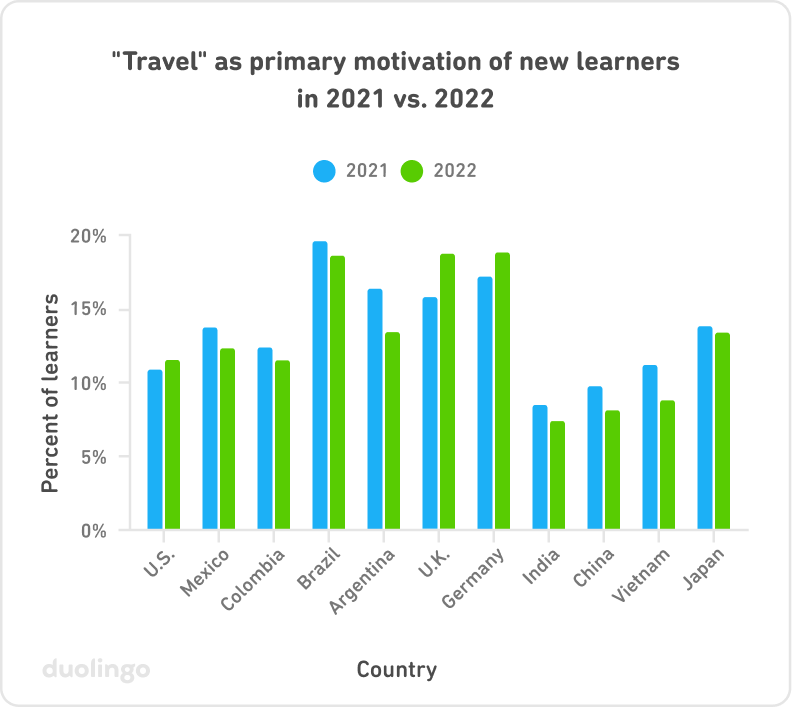 "Travel" as primary motivation of new learners
in 2021 vs. 2022
2021 2022
Percent of learners
20%
15%
10%
5%
0%
U.S. Mexico Colombia Brazil Argentina U.K. Germany India China Vietnam Japan
duolingo
Country